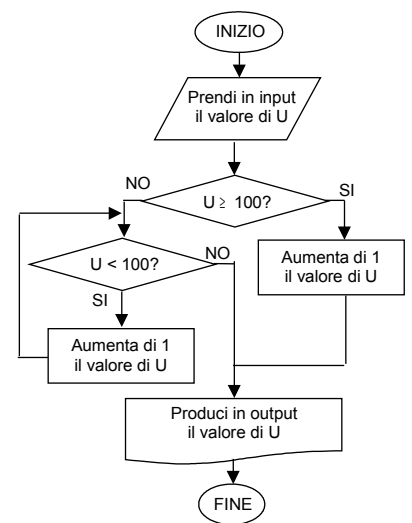 INIZIO
Prendi in input
il valore di U
NO
SI
U ≥ 100?
U < 100?
NO
Aumenta di 1
il valore di U
SI
Aumenta di 1
il valore di U
Produci in output
il valore di U
FINE